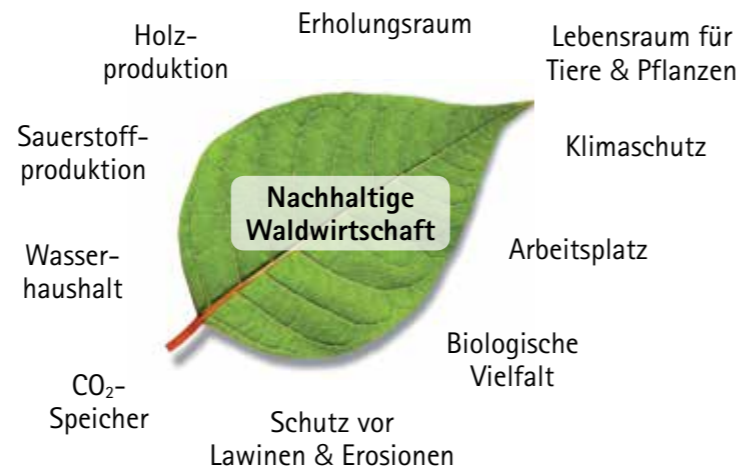 Erholungsraum
Holz-
produktion
Lebensraum für
Tiere & Pflanzen
Sauerstoff-
produktion
Klimaschutz
Nachhaltige
Waldwirtschaft
Wasser-
haushalt
Arbeitsplatz
Biologische
Vielfalt
CO₂-
Speicher
Schutz vor
Lawinen & Erosionen